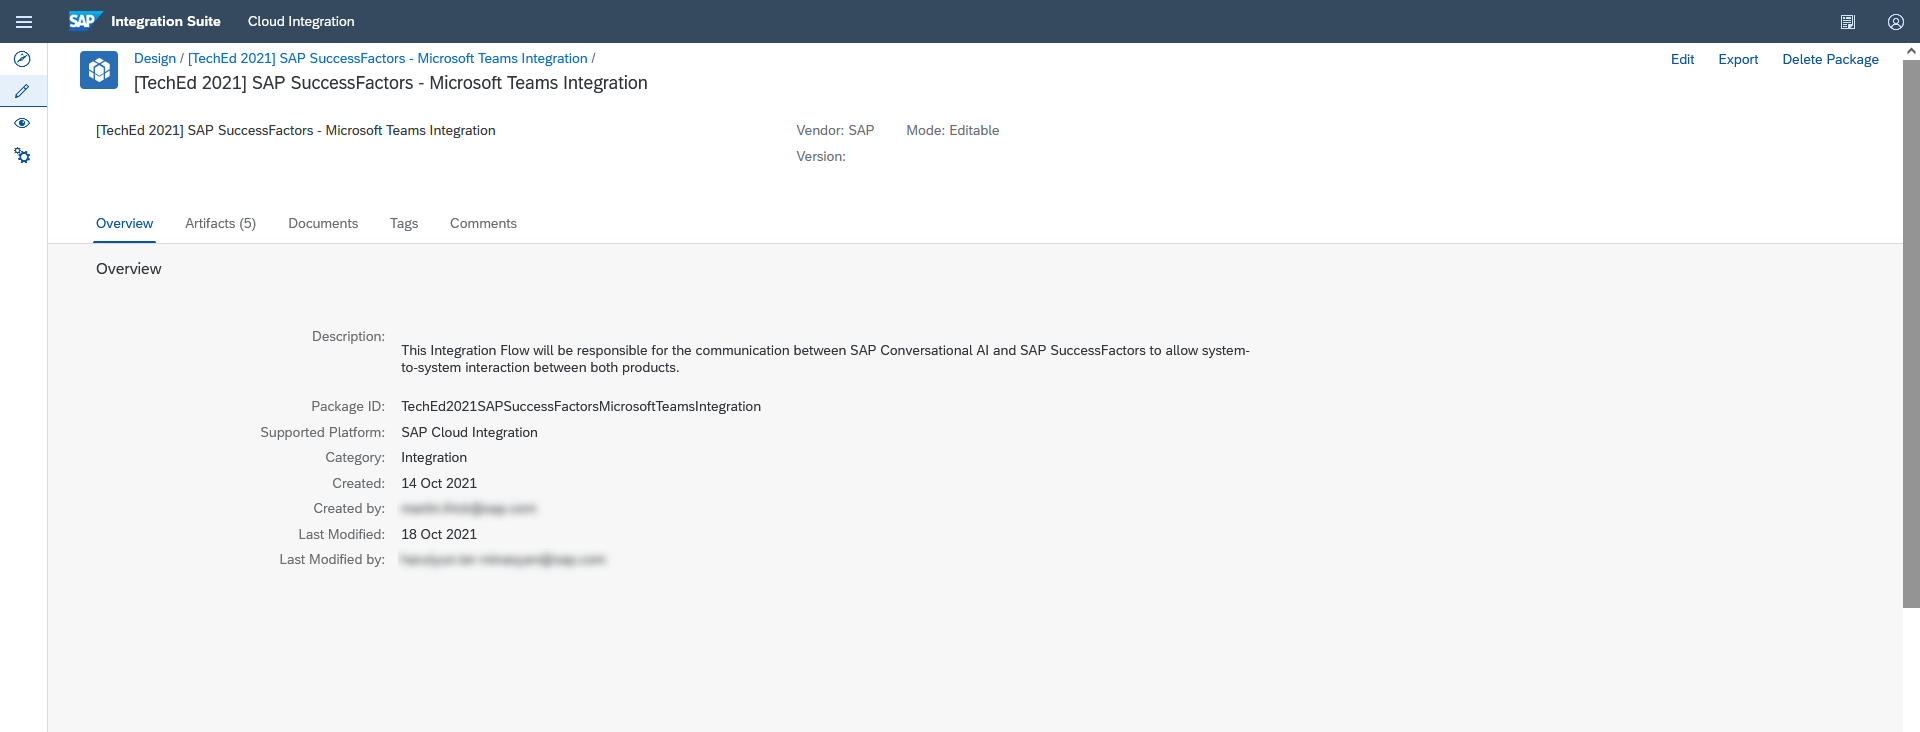 SAP Integration Suite Cloud Integration
Design / [TechEd 2021] SAP SuccessFactors - Microsoft Teams Integration /
Edit Export Delete Package
[TechEd 2021] SAP SuccessFactors - Microsoft Teams Integration
[TechEd 2021] SAP SuccessFactors - Microsoft Teams Integration
Vendor: SAP Mode: Editable
Version:
Overview Artifacts (5) Documents Tags Comments
Overview
Description:
This Integration Flow will be responsible for the communication between SAP Conversational AI and SAP SuccessFactors to allow system-
to-system interaction between both products.
Package ID: TechEd2021SAPSuccessFactorsMicrosoftTeamsIntegration
Supported Platform: SAP Cloud Integration
Category: Integration
Created: 14 Oct 2021
Created by:
Last Modified: 18 Oct 2021
Last Modified by: